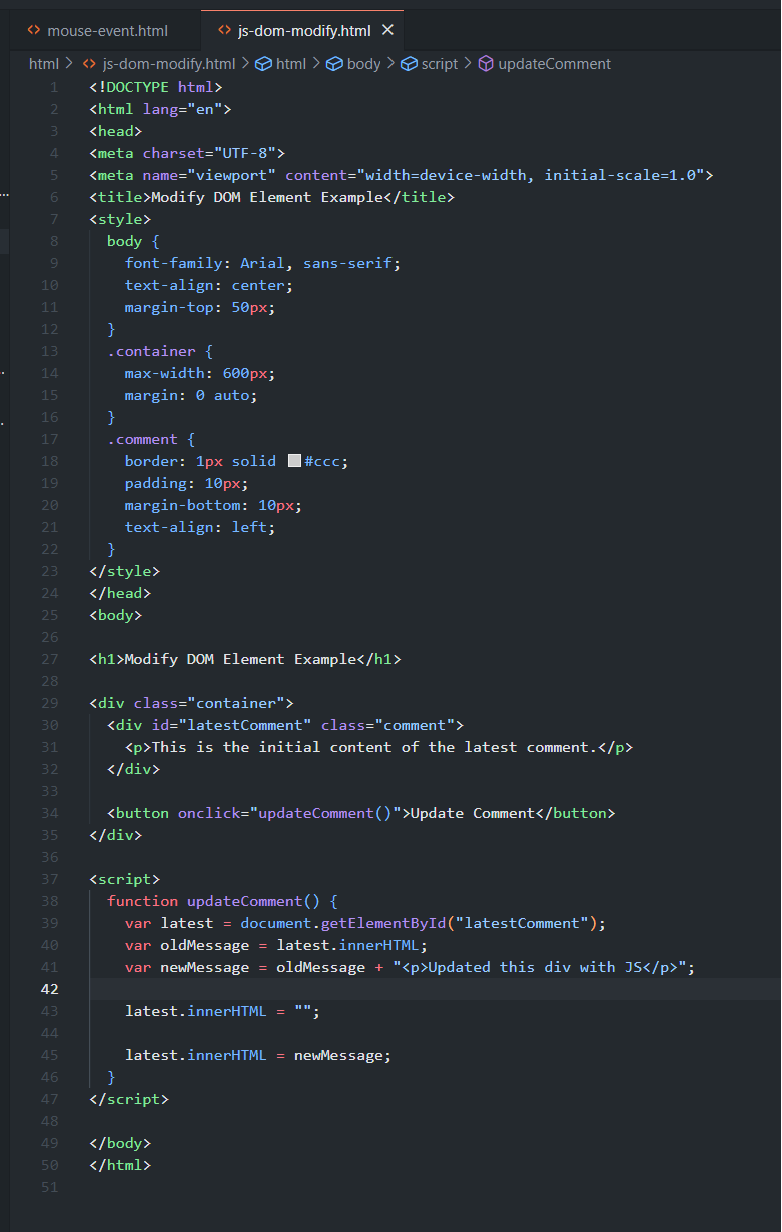 mouse-event.html js-dom-modify.html
html > js-dom-modify.html > html > body > script > updateComment
1 <!DOCTYPE html>
2 <html lang="en">
3 <head>
4 <meta charset="UTF-8">
5 <meta name="viewport" content="width=device-width, initial-scale=1.0">
6 <title>Modify DOM Element Example</title>
7 <style>
8   body {
9     font-family: Arial, sans-serif;
10     text-align: center;
11     margin-top: 50px;
12   }
13   .container {
14     max-width: 600px;
15     margin: 0 auto;
16   }
17   .comment {
18     border: 1px solid #ccc;
19     padding: 10px;
20     margin-bottom: 10px;
21     text-align: left;
22   }
23 </style>
24 </head>
25 <body>
26
27 <h1>Modify DOM Element Example</h1>
28
29 <div class="container">
30   <div id="latestComment" class="comment">
31     <p>This is the initial content of the latest comment.</p>
32   </div>
33
34   <button onclick="updateComment()">Update Comment</button>
35 </div>
36
37 <script>
38   function updateComment() {
39     var latest = document.getElementById("latestComment");
40     var oldMessage = latest.innerHTML;
41     var newMessage = oldMessage + "<p>Updated this div with JS</p>";
42
43     latest.innerHTML = "";
44
45     latest.innerHTML = newMessage;
46   }
47 </script>
48
49 </body>
50 </html>
51